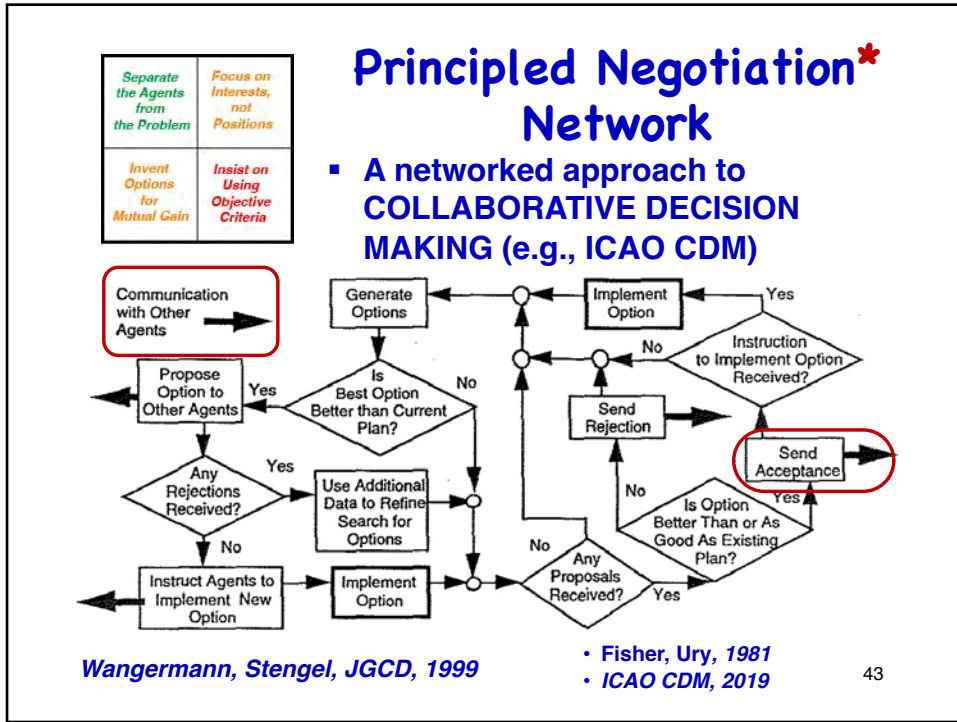 Principled Negotiation*
Network
Separate
the Agents
from
the Problem
Focus on
Interests,
not
Positions
Invent
Options
for
Mutual Gain
Insist on
Using
Objective
Criteria
▪ A networked approach to
COLLABORATIVE DECISION
MAKING (e.g., ICAO CDM)
Communication
with Other
Agents
Generate
Options
Implement
Option
Yes
Instruction
to Implement Option
Received?
No
Propose
Option to
Other Agents
Yes
Is
Best Option
Better than Current
Plan?
No
Send
Rejection
Send
Acceptance
Any
Rejections
Received?
Yes
Use Additional
Data to Refine
Search for
Options
No
Is Option
Better Than or As
Good As Existing
Plan?
Yes
No
Instruct Agents to
Implement New
Option
Implement
Option
No
Any
Proposals
Received?
Yes
Wangermann, Stengel, JGCD, 1999
• Fisher, Ury, 1981
• ICAO CDM, 2019
43